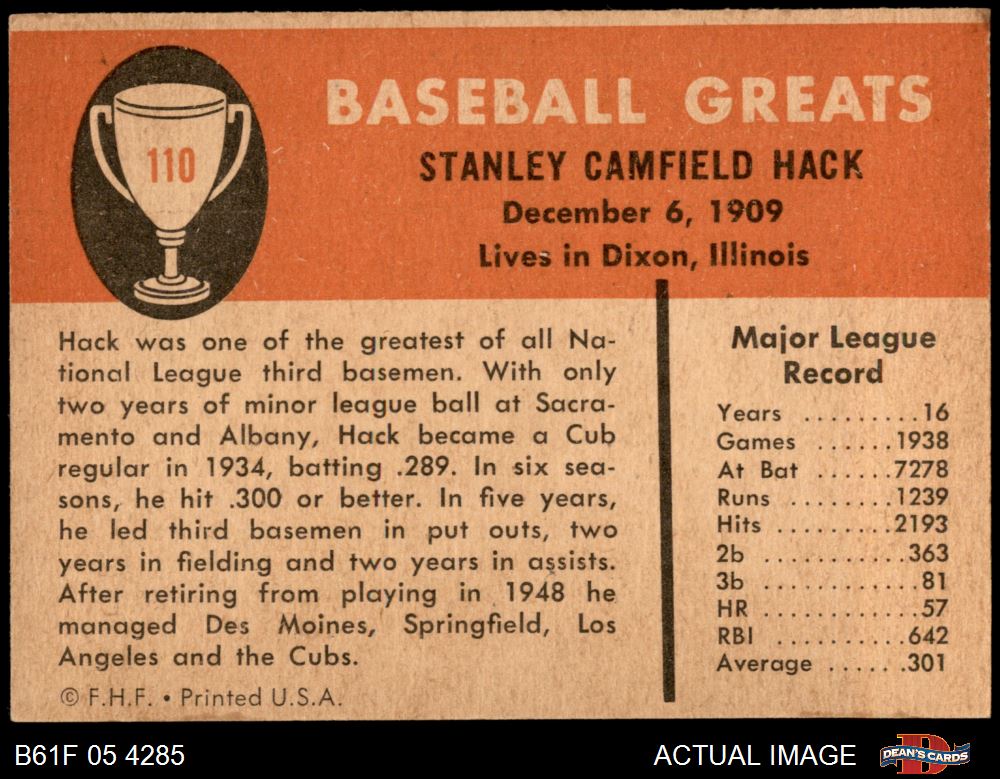 110
BASEBALL GREATS
STANLEY CAMFIELD HACK
December 6, 1909
Lives in Dixon, Illinois
Hack was one of the greatest of all Na-
tional League third basemen. With only
two years of minor league ball at Sacra-
mento and Albany, Hack became a Cub
regular in 1934, batting .289. In six sea-
sons, he hit .300 or better. In five years,
he led third basemen in put outs, two
years in fielding and two years in assists.
After retiring from playing in 1948 he
managed Des Moines, Springfield, Los
Angeles and the Cubs.
© F.H.F. • Printed U.S.A.
Major League
Record
Years .........16
Games .......1938
At Bat .......7278
Runs .........1239
Hits ..........2193
2b ...........363
3b ............81
HR ............57
RBI ..........642
Average .......301
B61F 05 4285
ACTUAL IMAGE
DEAN'S CARDS